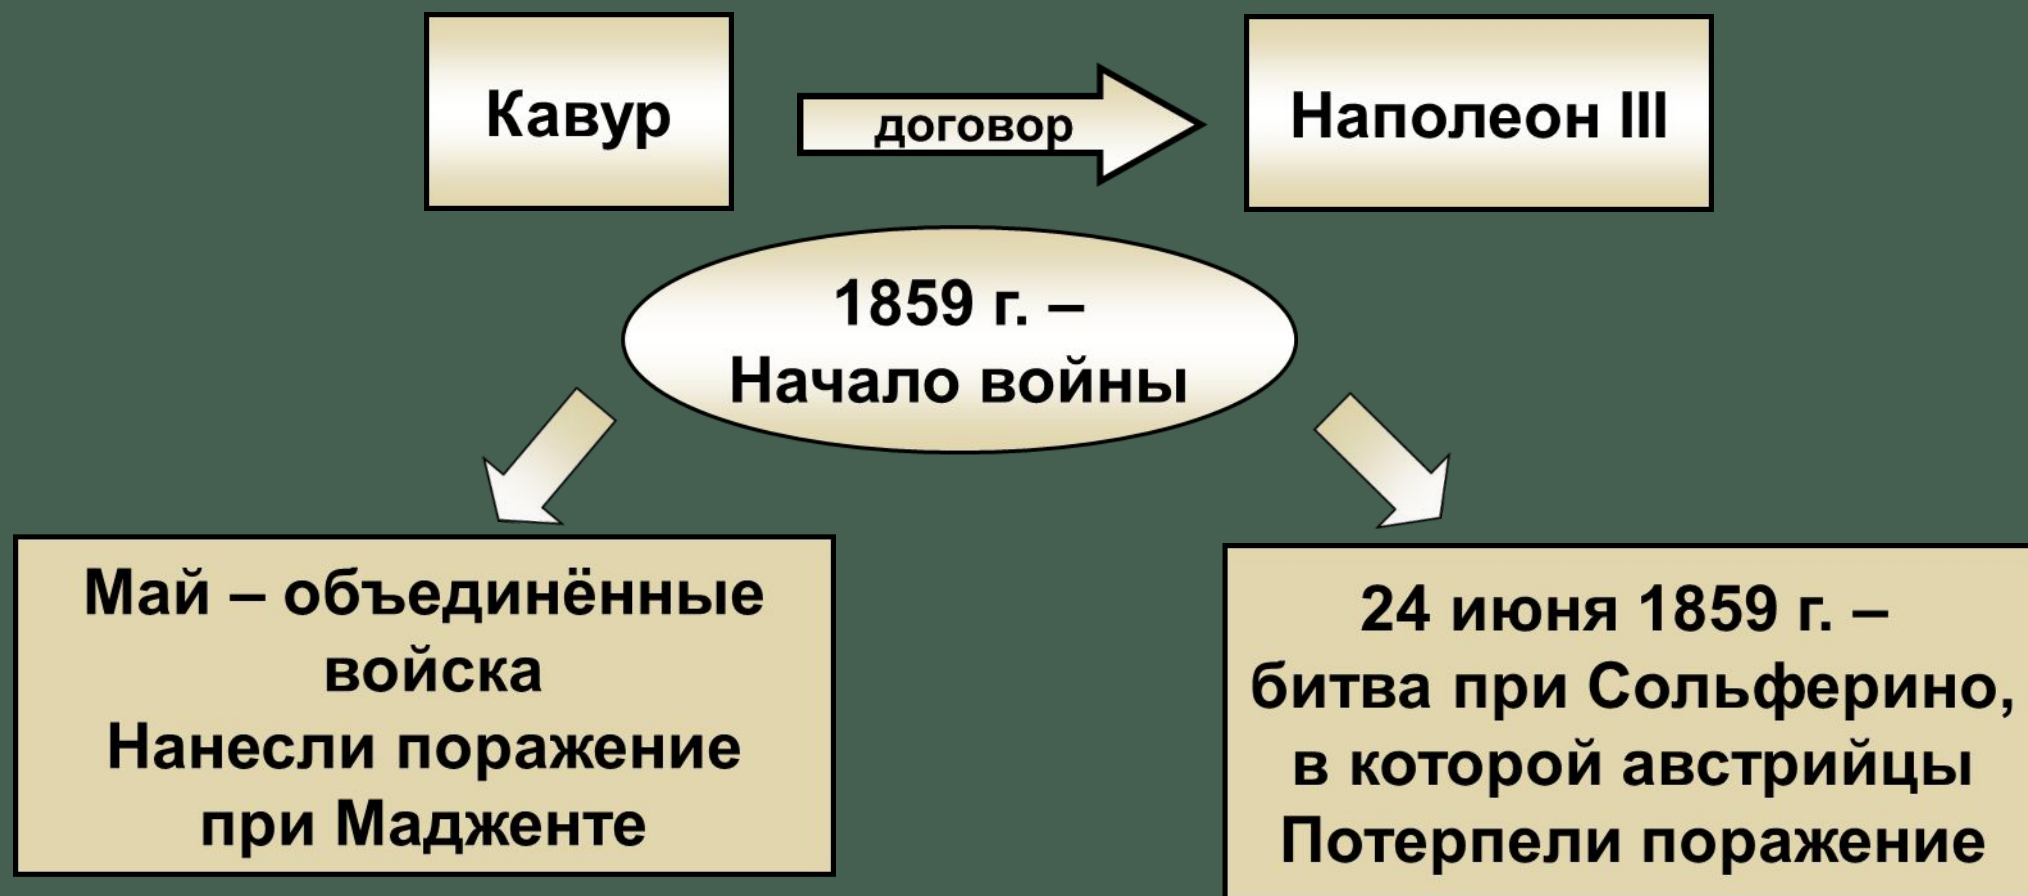 Кавур
договор
Наполеон III
1859 г. –
Начало войны
Май – объединённые
войска
Нанесли поражение
при Мадженте
24 июня 1859 г. –
битва при Сольферино,
в которой австрийцы
Потерпели поражение